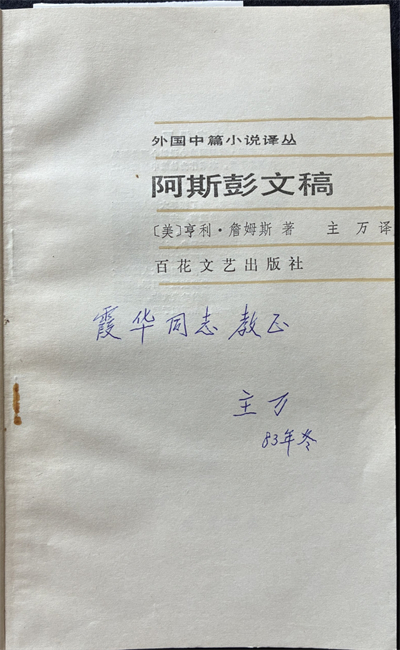 外国中篇小说译丛
阿斯彭文稿
〔美〕亨利·詹姆斯 著 主 万 译
百花文艺出版社
霞华同志教正
主万
83年冬